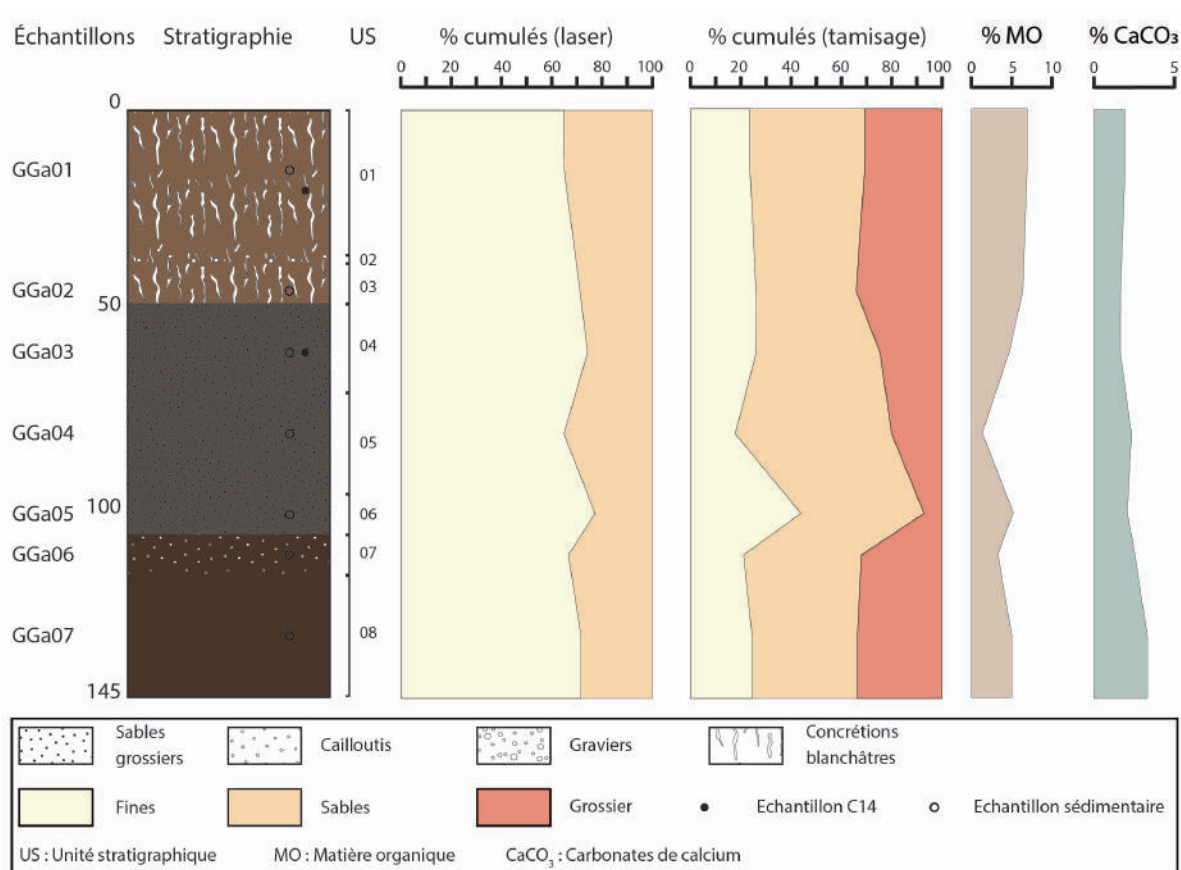 Échantillons Stratigraphie US % cumulés (laser) % cumulés (tamisage) % MO % CaCO₃
0 20 40 60 80 100 0 20 40 60 80 100 0 5 10 0 5
0
GGa01 01
02
GGa02 03
50
GGa03 04
GGa04 05
100
GGa05 06
GGa06 07
GGa07 08
145
Sables grossiers Cailloutis Graviers Concrétions blanchâtres
Fines Sables Grossier Echantillon C14 Echantillon sédimentaire
US : Unité stratigraphique MO : Matière organique CaCO₃ : Carbonates de calcium